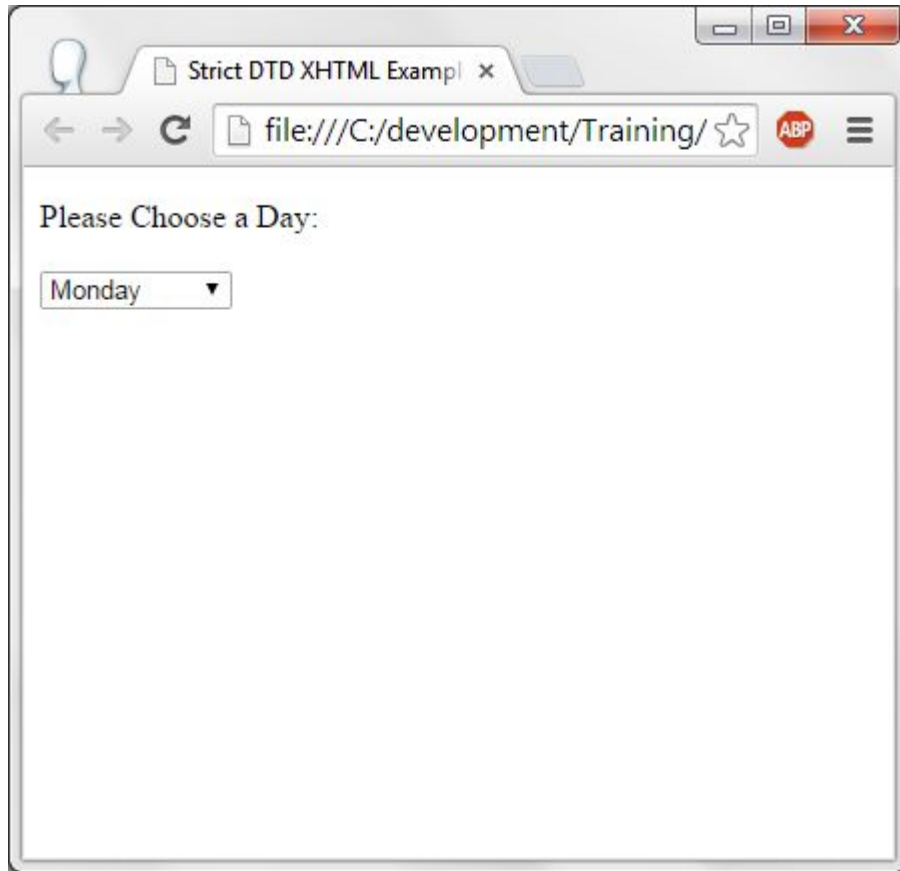 Strict DTD XHTML Exampl
file:///C:/development/Training/
ABP
Please Choose a Day:
Monday